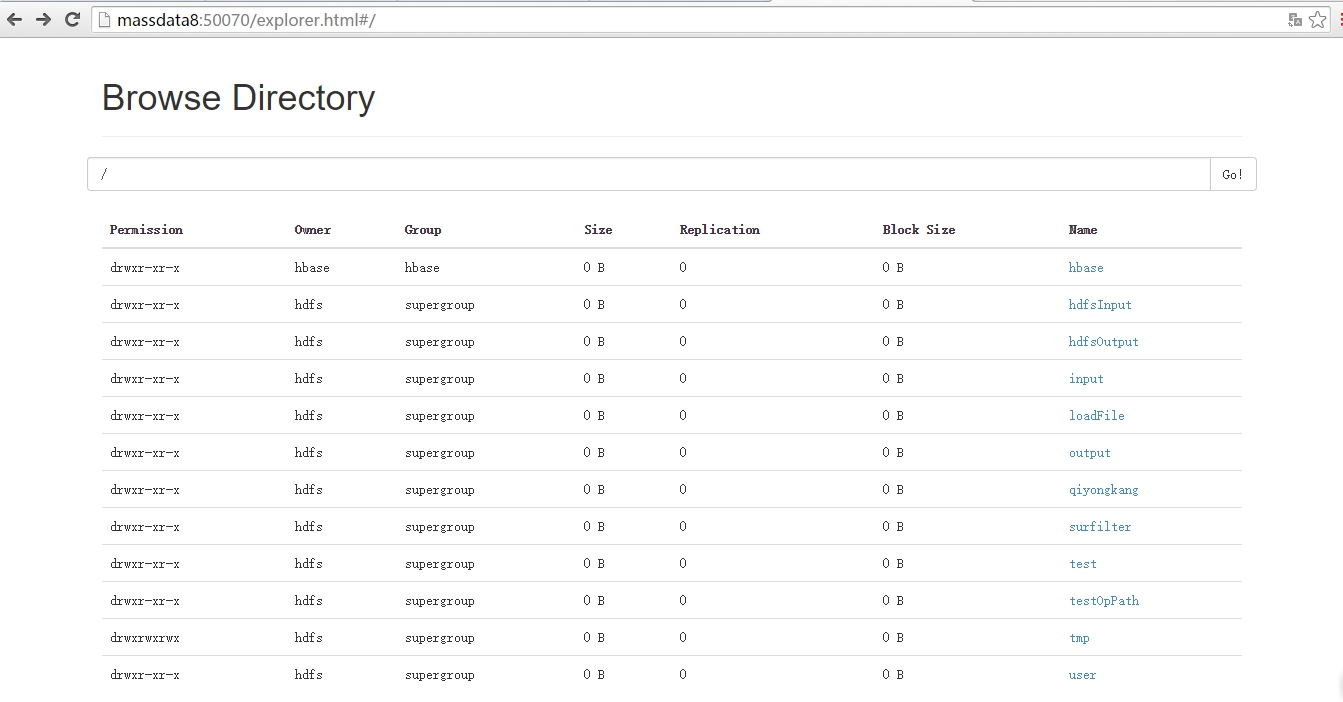 massdata8:50070/explorer.html#/
Browse Directory
/ Go!
Permission Owner Group Size Replication Block Size Name
drwxr-xr-x hbase hbase 0 B 0 0 B hbase
drwxr-xr-x hdfs supergroup 0 B 0 0 B hdfsInput
drwxr-xr-x hdfs supergroup 0 B 0 0 B hdfsOutput
drwxr-xr-x hdfs supergroup 0 B 0 0 B input
drwxr-xr-x hdfs supergroup 0 B 0 0 B loadFile
drwxr-xr-x hdfs supergroup 0 B 0 0 B output
drwxr-xr-x hdfs supergroup 0 B 0 0 B qiyongkang
drwxr-xr-x hdfs supergroup 0 B 0 0 B surfilter
drwxr-xr-x hdfs supergroup 0 B 0 0 B test
drwxr-xr-x hdfs supergroup 0 B 0 0 B testOpPath
drwxrwxrwx hdfs supergroup 0 B 0 0 B tmp
drwxr-xr-x hdfs supergroup 0 B 0 0 B user